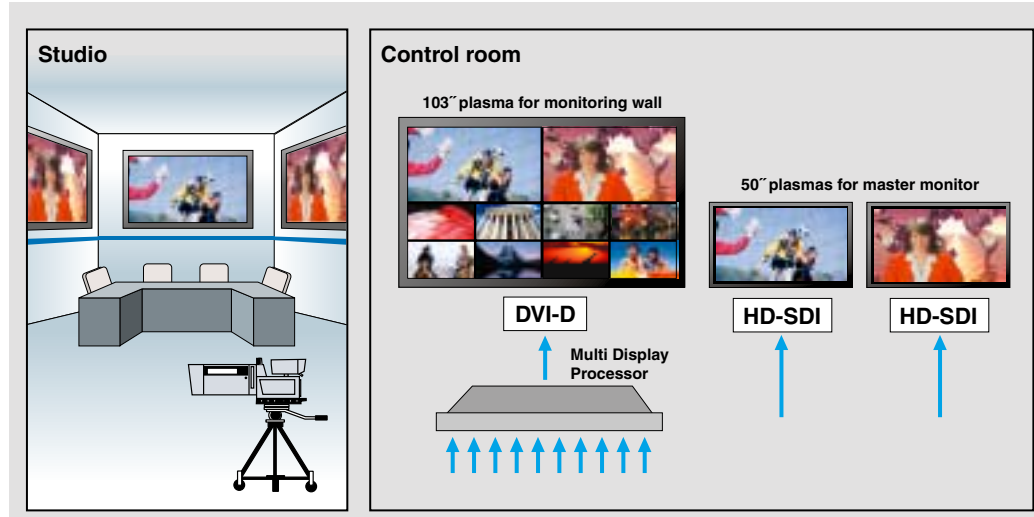 Studio
Control room
103˝ plasma for monitoring wall
50˝ plasmas for master monitor
DVI-D
HD-SDI
HD-SDI
Multi Display
Processor